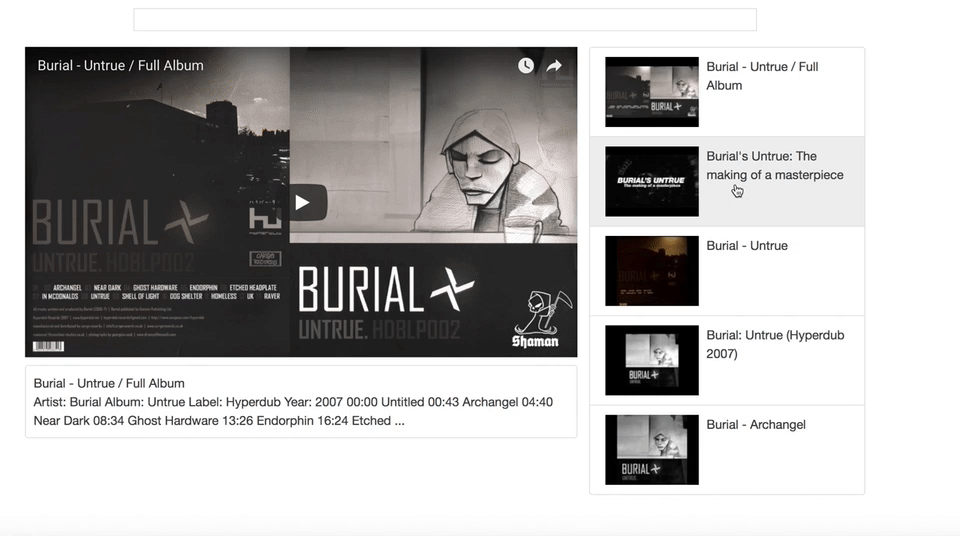 Burial - Untrue / Full Album
BURIAL
UNTRUE. HDBLP002
ARCHANGEL NEAR DARK GHOST HARDWARE ENDORPHIN ETCHED HEADPLATE
IN MCDONALDS UNTRUE SHELL OF LIGHT DOG SHELTER HOMELESS UK RAVER
BURIAL
UNTRUE. HDBLP002
Shaman
Burial - Untrue / Full Album
Artist: Burial Album: Untrue Label: Hyperdub Year: 2007 00:00 Untitled 00:43 Archangel 04:40
Near Dark 08:34 Ghost Hardware 13:26 Endorphin 16:24 Etched ...
BURIAL
Burial - Untrue / Full
Album
BURIAL'S UNTRUE
The making of a masterpiece
Burial's Untrue: The
making of a masterpiece
Burial - Untrue
BURIAL
Burial: Untrue (Hyperdub
2007)
BURIAL
UNTRUE.
Burial - Archangel